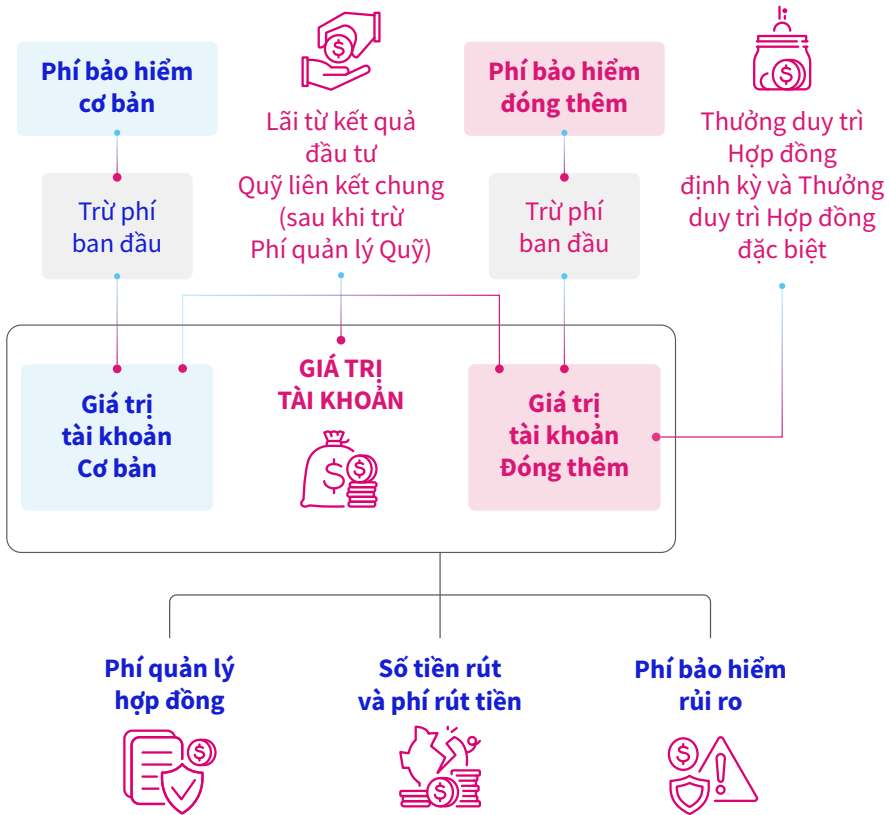 Phí bảo hiểm
cơ bản
Lãi từ kết quả
đầu tư
Quỹ liên kết chung
(sau khi trừ
Phí quản lý Quỹ)
Phí bảo hiểm
đóng thêm
Thưởng duy trì
Hợp đồng
định kỳ và Thưởng
duy trì Hợp đồng
đặc biệt
Trừ phí
ban đầu
Trừ phí
ban đầu
Giá trị
tài khoản
Cơ bản
GIÁ TRỊ
TÀI KHOẢN
Giá trị
tài khoản
Đóng thêm
Phí quản lý
hợp đồng
Số tiền rút
và phí rút tiền
Phí bảo hiểm
rủi ro